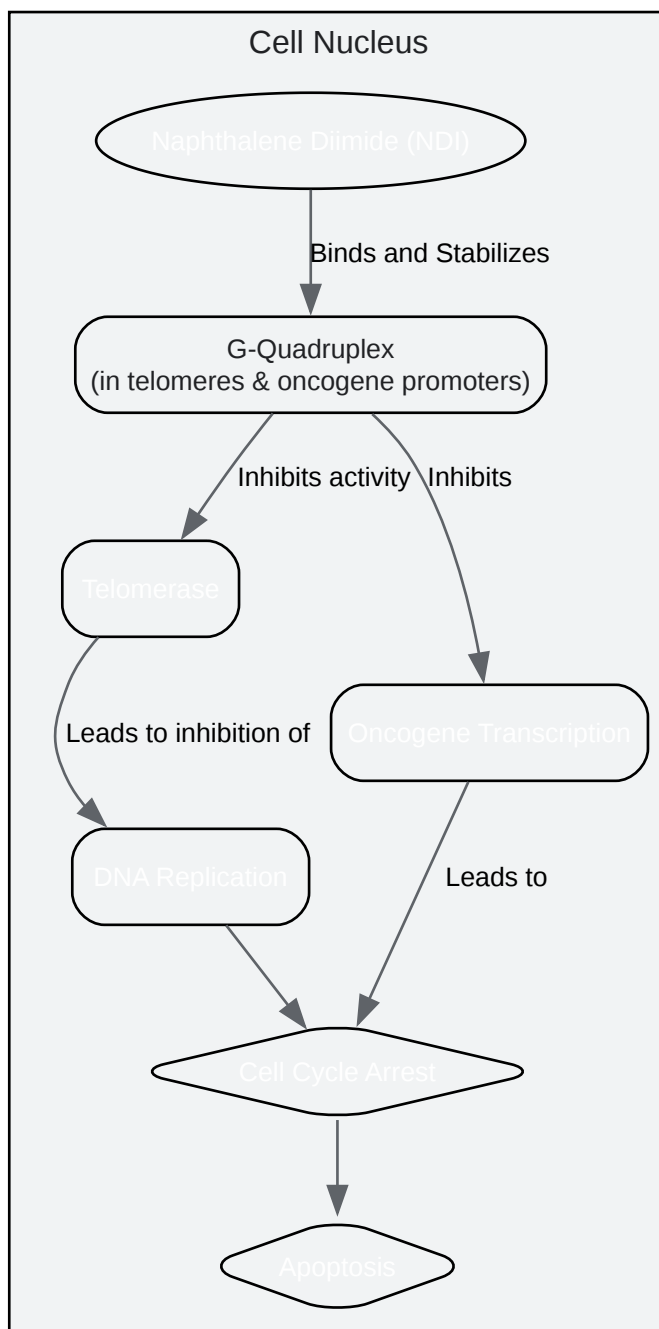 Cell Nucleus
Naphthalene Diimide (NDI)
Binds and Stabilizes
G-Quadruplex
(in telomeres & oncogene promoters)
Inhibits activity
Inhibits
Telomerase
Leads to inhibition of
Oncogene Transcription
DNA Replication
Leads to
Cell Cycle Arrest
Apoptosis